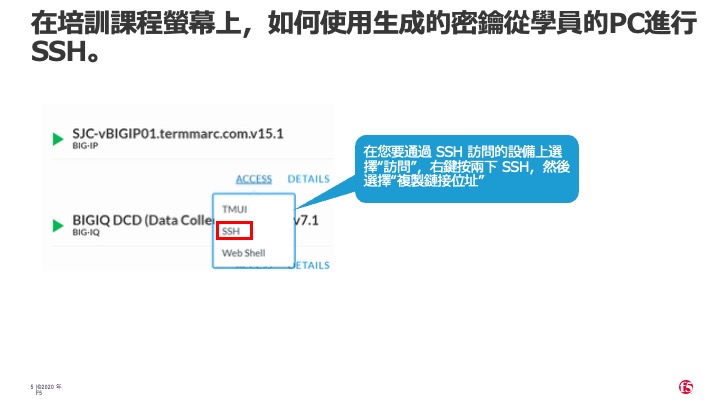 在培訓課程螢幕上，如何使用生成的密鑰從學員的PC進行
SSH。
SJC-vBIGIP01.termmarc.com.v15.1
BIG-IP
ACCESS DETAILS
在您要通過 SSH 訪問的設備上選
擇“訪問”，右鍵按兩下 SSH，然後
選擇“複製鏈接位址”
TMUI
BIGIQ DCD (Data Colle v7.1
BIG-IQ
SSH
Web Shell
DETAILS
5 |©2020 年
F5
f5